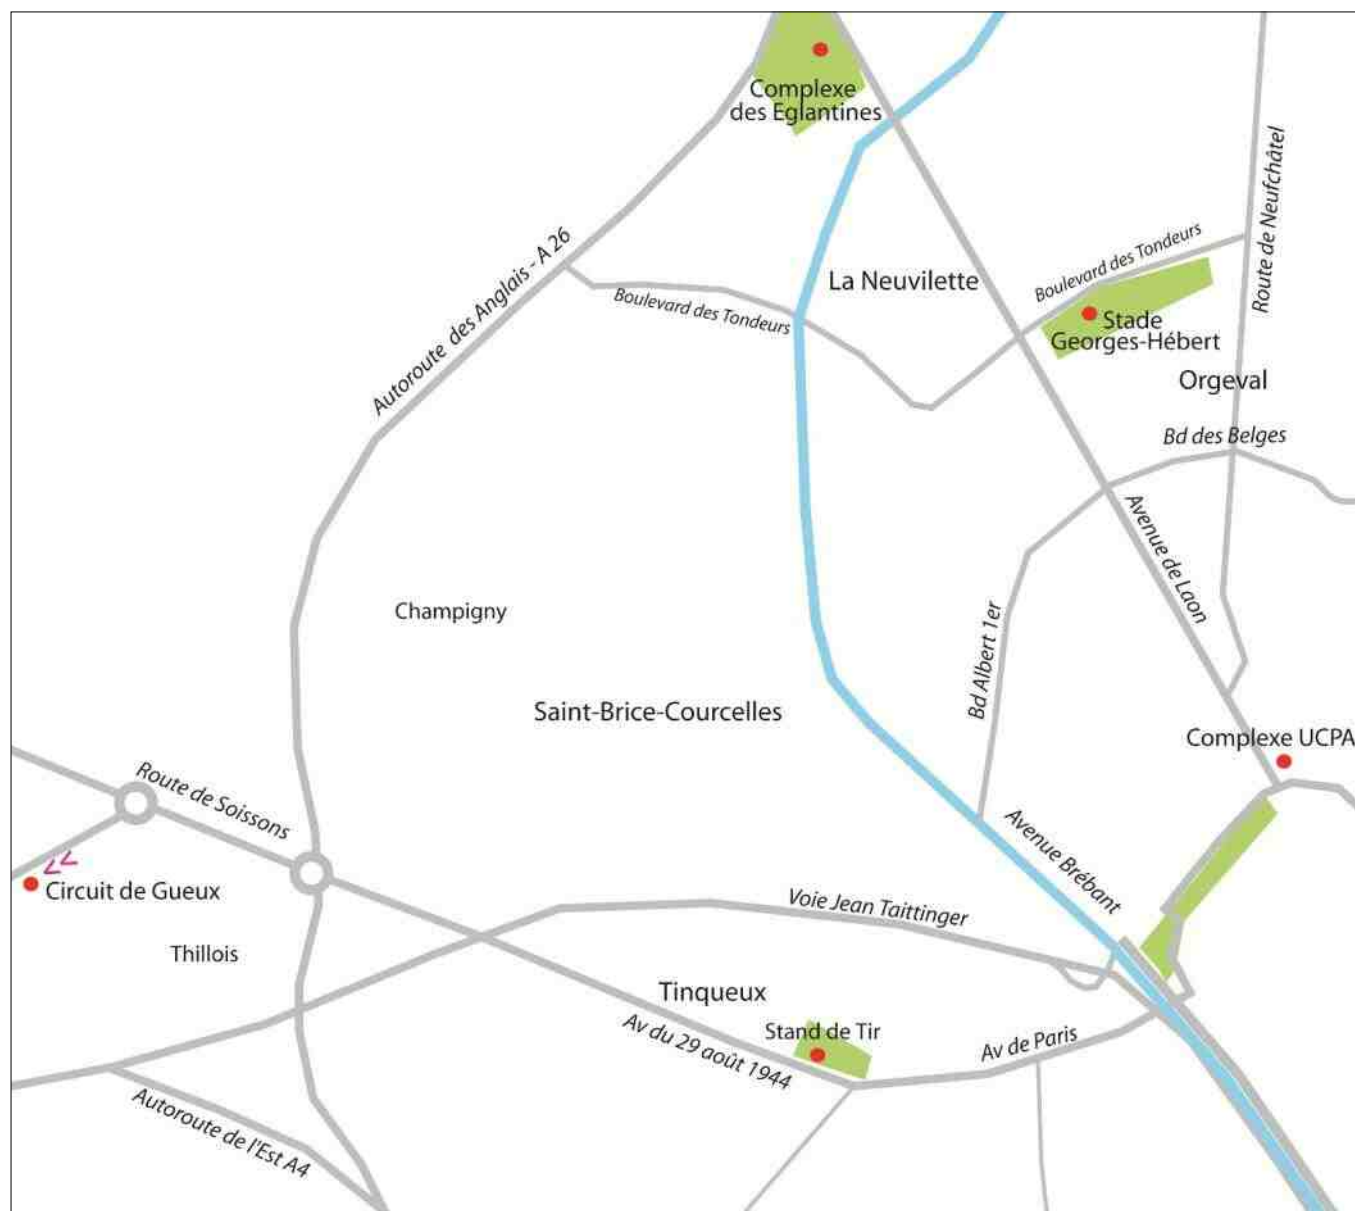 Complexe
des Eglantines
Route de Neufchâtel
Boulevard des Tondeurs
Autoroute des Anglais - A 26
La Neuvilette
Boulevard des Tondeurs
Stade
Georges-Hébert
Orgeval
Bd des Belges
Avenue de Laon
Champigny
Bd Albert 1er
Saint-Brice-Courcelles
Complexe UCPA
Route de Soissons
Avenue Brébant
Circuit de Gueux
Voie Jean Taittinger
Thillois
Tinqueux
Stand de Tir
Av du 29 août 1944
Av de Paris
Autoroute de l'Est A4